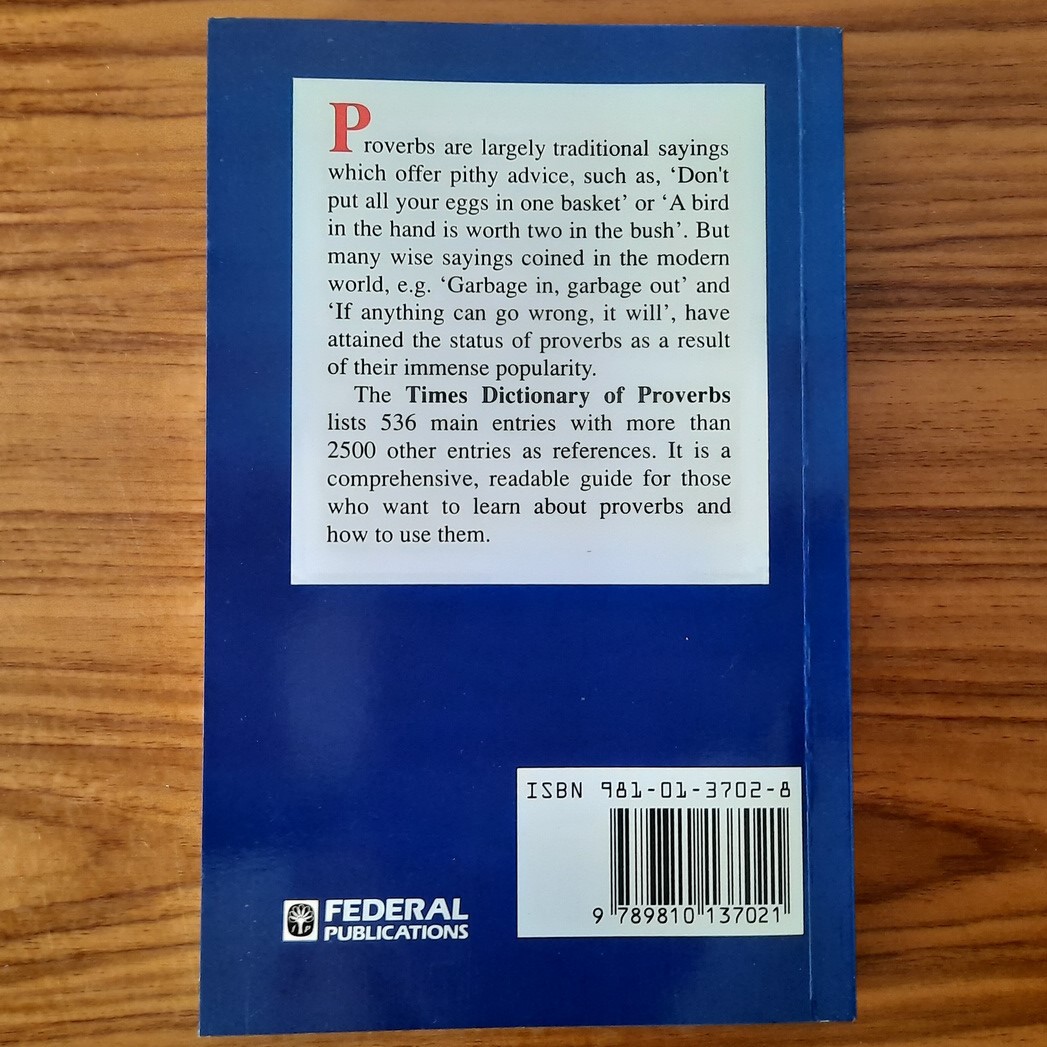 Proverbs are largely traditional sayings
which offer pithy advice, such as, ‘Don't
put all your eggs in one basket’ or ‘A bird
in the hand is worth two in the bush’. But
many wise sayings coined in the modern
world, e.g. ‘Garbage in, garbage out’ and
‘If anything can go wrong, it will’, have
attained the status of proverbs as a result
of their immense popularity.
The Times Dictionary of Proverbs
lists 536 main entries with more than
2500 other entries as references. It is a
comprehensive, readable guide for those
who want to learn about proverbs and
how to use them.
ISBN 981-01-3702-8
9 789810 137021
FEDERAL
PUBLICATIONS